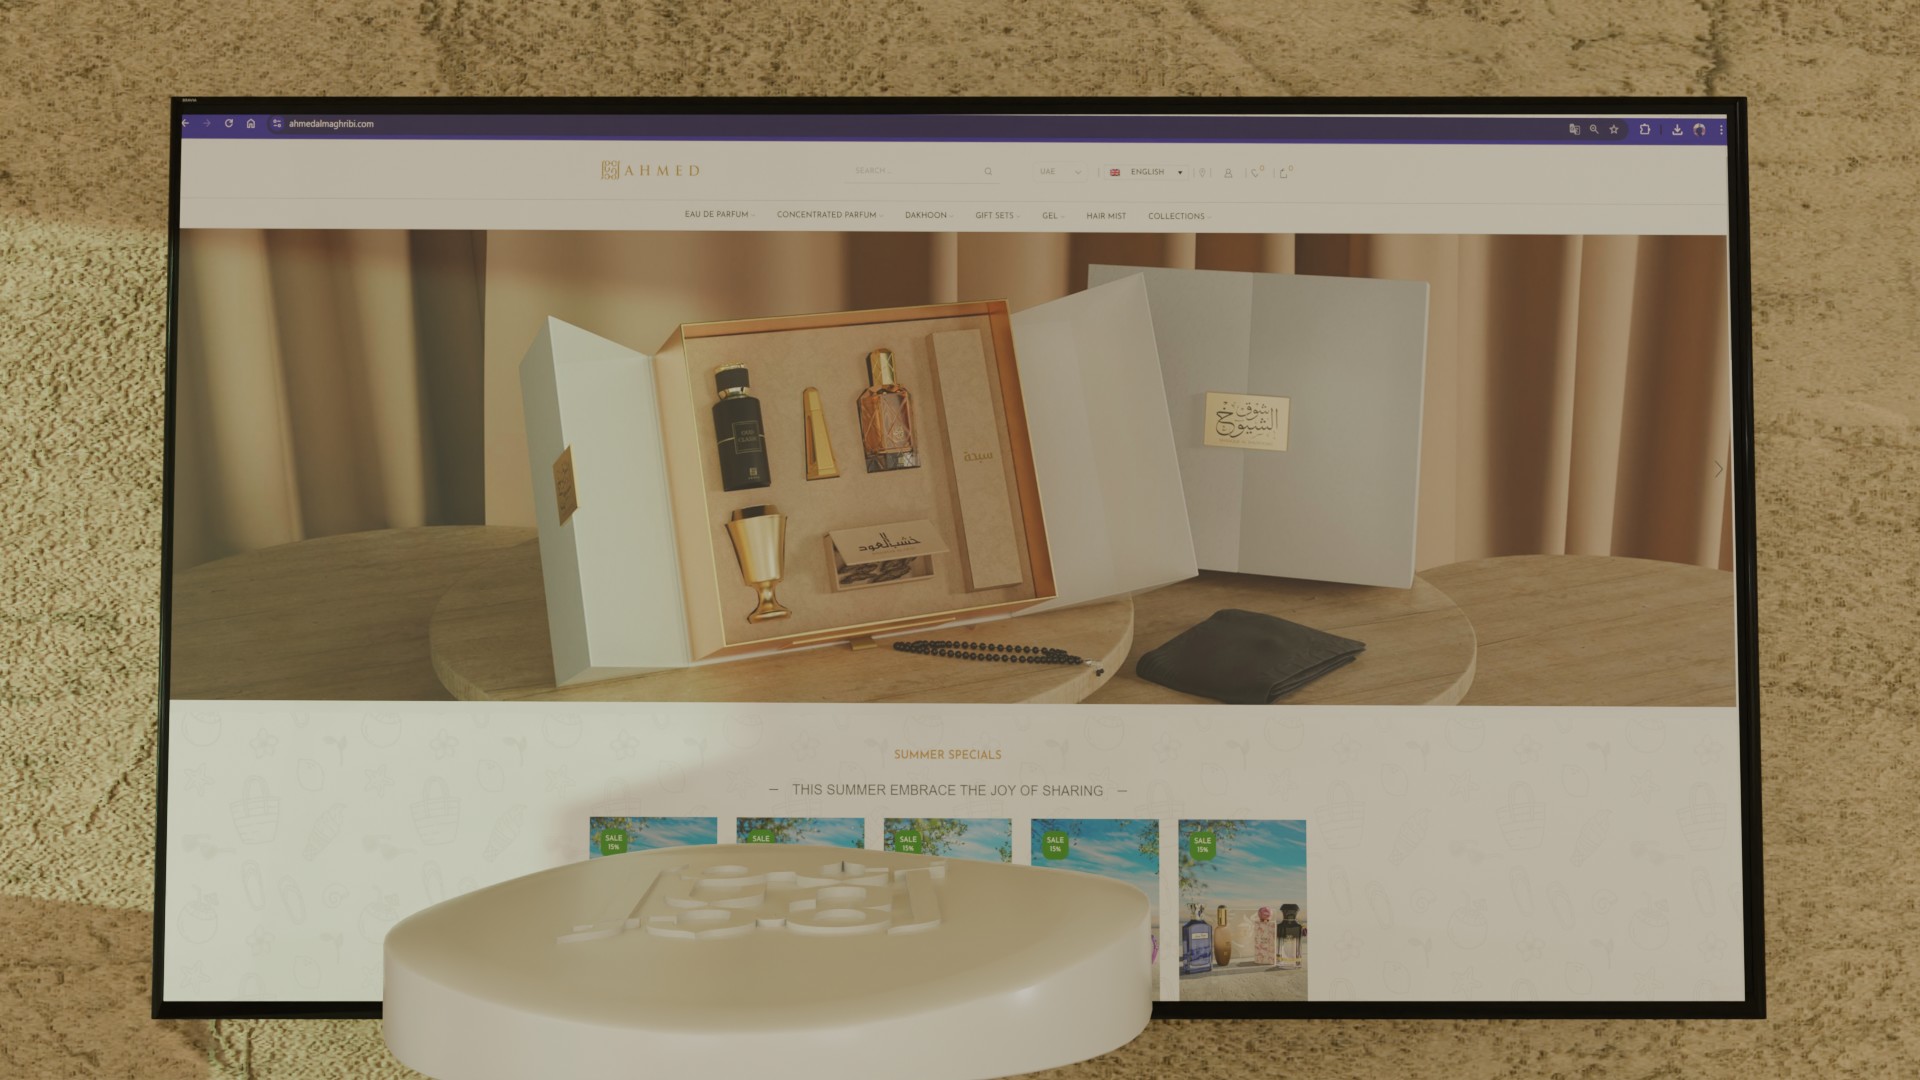 ahmedalmaghribi.com
AHMED
SEARCH...
UAE
ENGLISH
EAU DE PARFUM
CONCENTRATED PARFUM
DAKHOON
GIFT SETS
GEL
HAIR MIST
COLLECTIONS
شوق
الشيوخ
سبحة
خشب العود
SUMMER SPECIALS
— THIS SUMMER EMBRACE THE JOY OF SHARING —
SALE
15%
SALE
SALE
15%
SALE
15%
SALE
15%